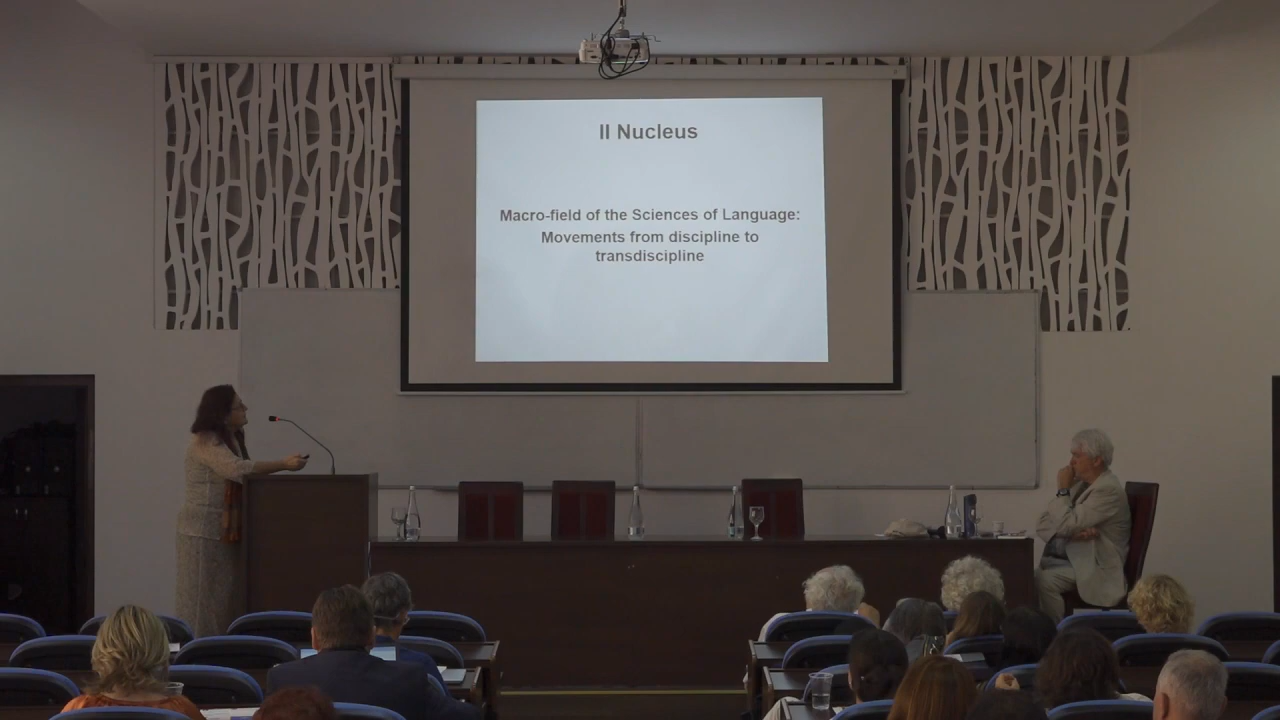 II Nucleus
Macro-field of the Sciences of Language:
Movements from discipline to
transdiscipline